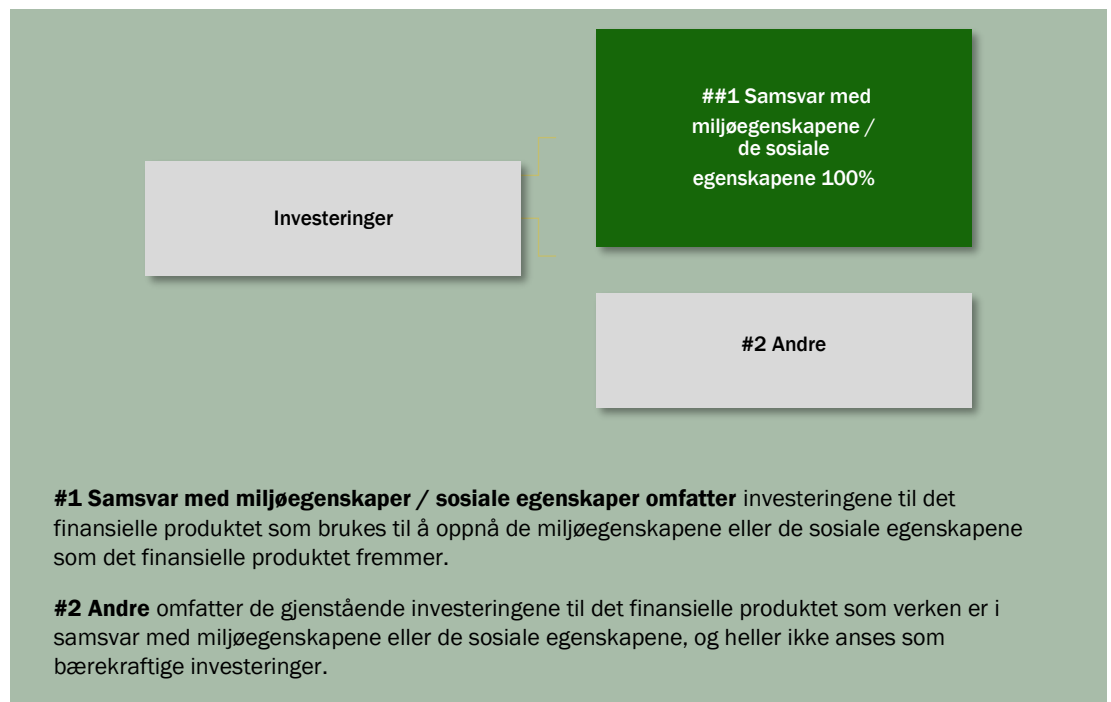 ##1 Samsvar med
miljøegenskapene /
de sosiale
egenskapene 100%
Investeringer
#2 Andre
#1 Samsvar med miljøegenskaper / sosiale egenskaper omfatter investeringene til det
finansielle produktet som brukes til å oppnå de miljøegenskapene eller de sosiale egenskapene
som det finansielle produktet fremmer.
#2 Andre omfatter de gjenstående investeringene til det finansielle produktet som verken er i
samsvar med miljøegenskapene eller de sosiale egenskapene, og heller ikke anses som
bærekraftige investeringer.